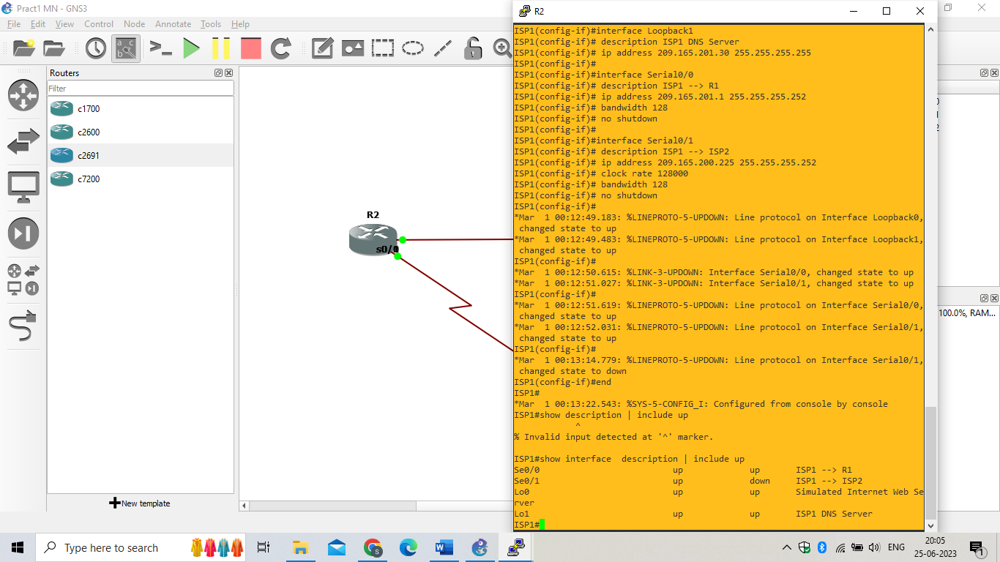 Pract1 MN - GNS3
File Edit View Control Node Annotate Tools Help
Routers
Filter
c1700
c2600
c2691
c7200
New template
R2
s0/0
R2
ISP1(config-if)#interface Loopback1
ISP1(config-if)# description ISP1 DNS Server
ISP1(config-if)# ip address 209.165.201.30 255.255.255.255
ISP1(config-if)#
ISP1(config-if)#interface Serial0/0
ISP1(config-if)# description ISP1 --> R1
ISP1(config-if)# ip address 209.165.201.1 255.255.255.252
ISP1(config-if)# bandwidth 128
ISP1(config-if)# no shutdown
ISP1(config-if)#
ISP1(config-if)#interface Serial0/1
ISP1(config-if)# description ISP1 --> ISP2
ISP1(config-if)# ip address 209.165.200.225 255.255.255.252
ISP1(config-if)# clock rate 128000
ISP1(config-if)# bandwidth 128
ISP1(config-if)# no shutdown
ISP1(config-if)#
*Mar  1 00:12:49.183: %LINEPROTO-5-UPDOWN: Line protocol on Interface Loopback0,
changed state to up
*Mar  1 00:12:49.483: %LINEPROTO-5-UPDOWN: Line protocol on Interface Loopback1,
changed state to up
ISP1(config-if)#
*Mar  1 00:12:50.615: %LINK-3-UPDOWN: Interface Serial0/0, changed state to up
*Mar  1 00:12:51.027: %LINK-3-UPDOWN: Interface Serial0/1, changed state to up
ISP1(config-if)#
*Mar  1 00:12:51.619: %LINEPROTO-5-UPDOWN: Line protocol on Interface Serial0/0,
changed state to up
*Mar  1 00:12:52.031: %LINEPROTO-5-UPDOWN: Line protocol on Interface Serial0/1,
changed state to up
ISP1(config-if)#
*Mar  1 00:13:14.779: %LINEPROTO-5-UPDOWN: Line protocol on Interface Serial0/1,
changed state to down
ISP1(config-if)#end
ISP1#
*Mar  1 00:13:22.543: %SYS-5-CONFIG_I: Configured from console by console
ISP1#show description | include up
^
% Invalid input detected at '^' marker.
ISP1#show interface  description | include up
Se0/0 up up ISP1 --> R1
Se0/1 up down ISP1 --> ISP2
Lo0 up up Simulated Internet Web Se
rver
Lo1 up up ISP1 DNS Server
ISP1#
100.0%, RAM...
Type here to search
ENG
20:05
25-06-2023
1